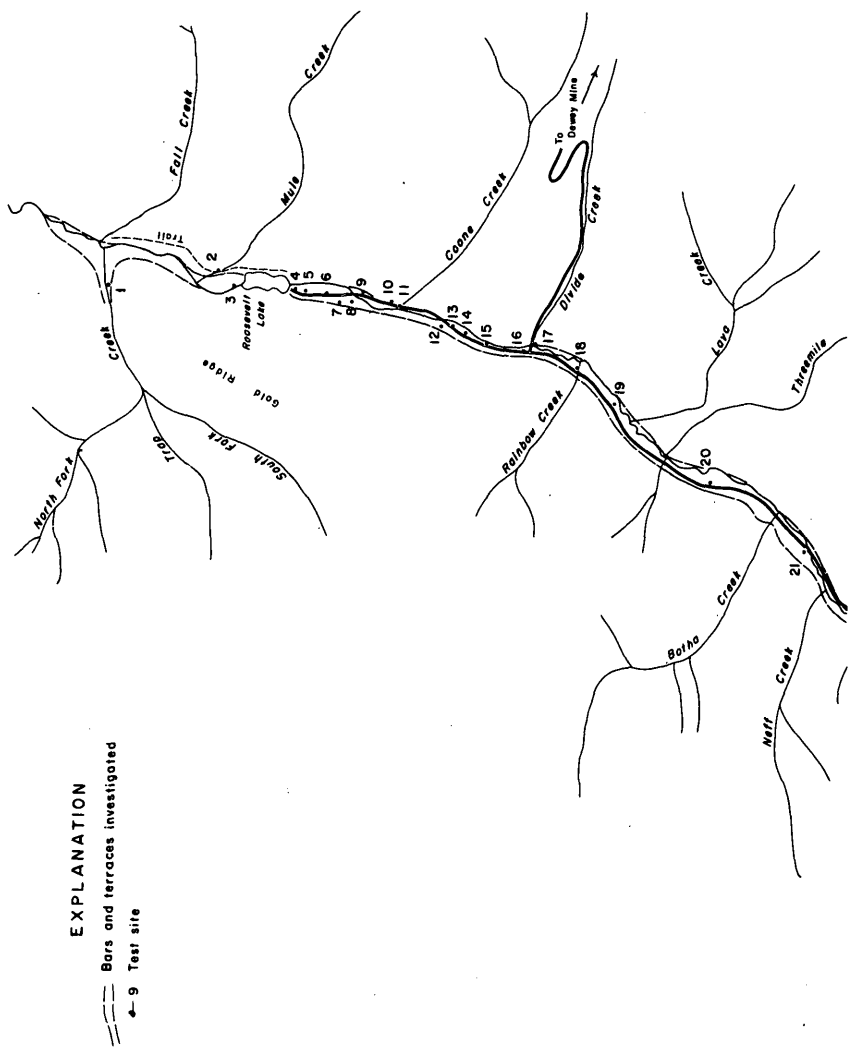 Fall Creek
Mule Creek
Trail
2
1
Creek
3
Roosevelt
Lake
4
5
6
7
8
9
10
11
Coone Creek
To
Dewey Mine
Divide Creek
12
13
14
15
16
17
18
Gold Ridge
North Fork
Trap
South Fork
Rainbow Creek
19
Lava Creek
Threemile
20
21
Botha Creek
Neff Creek
EXPLANATION
Bars and terraces investigated
9 Test site